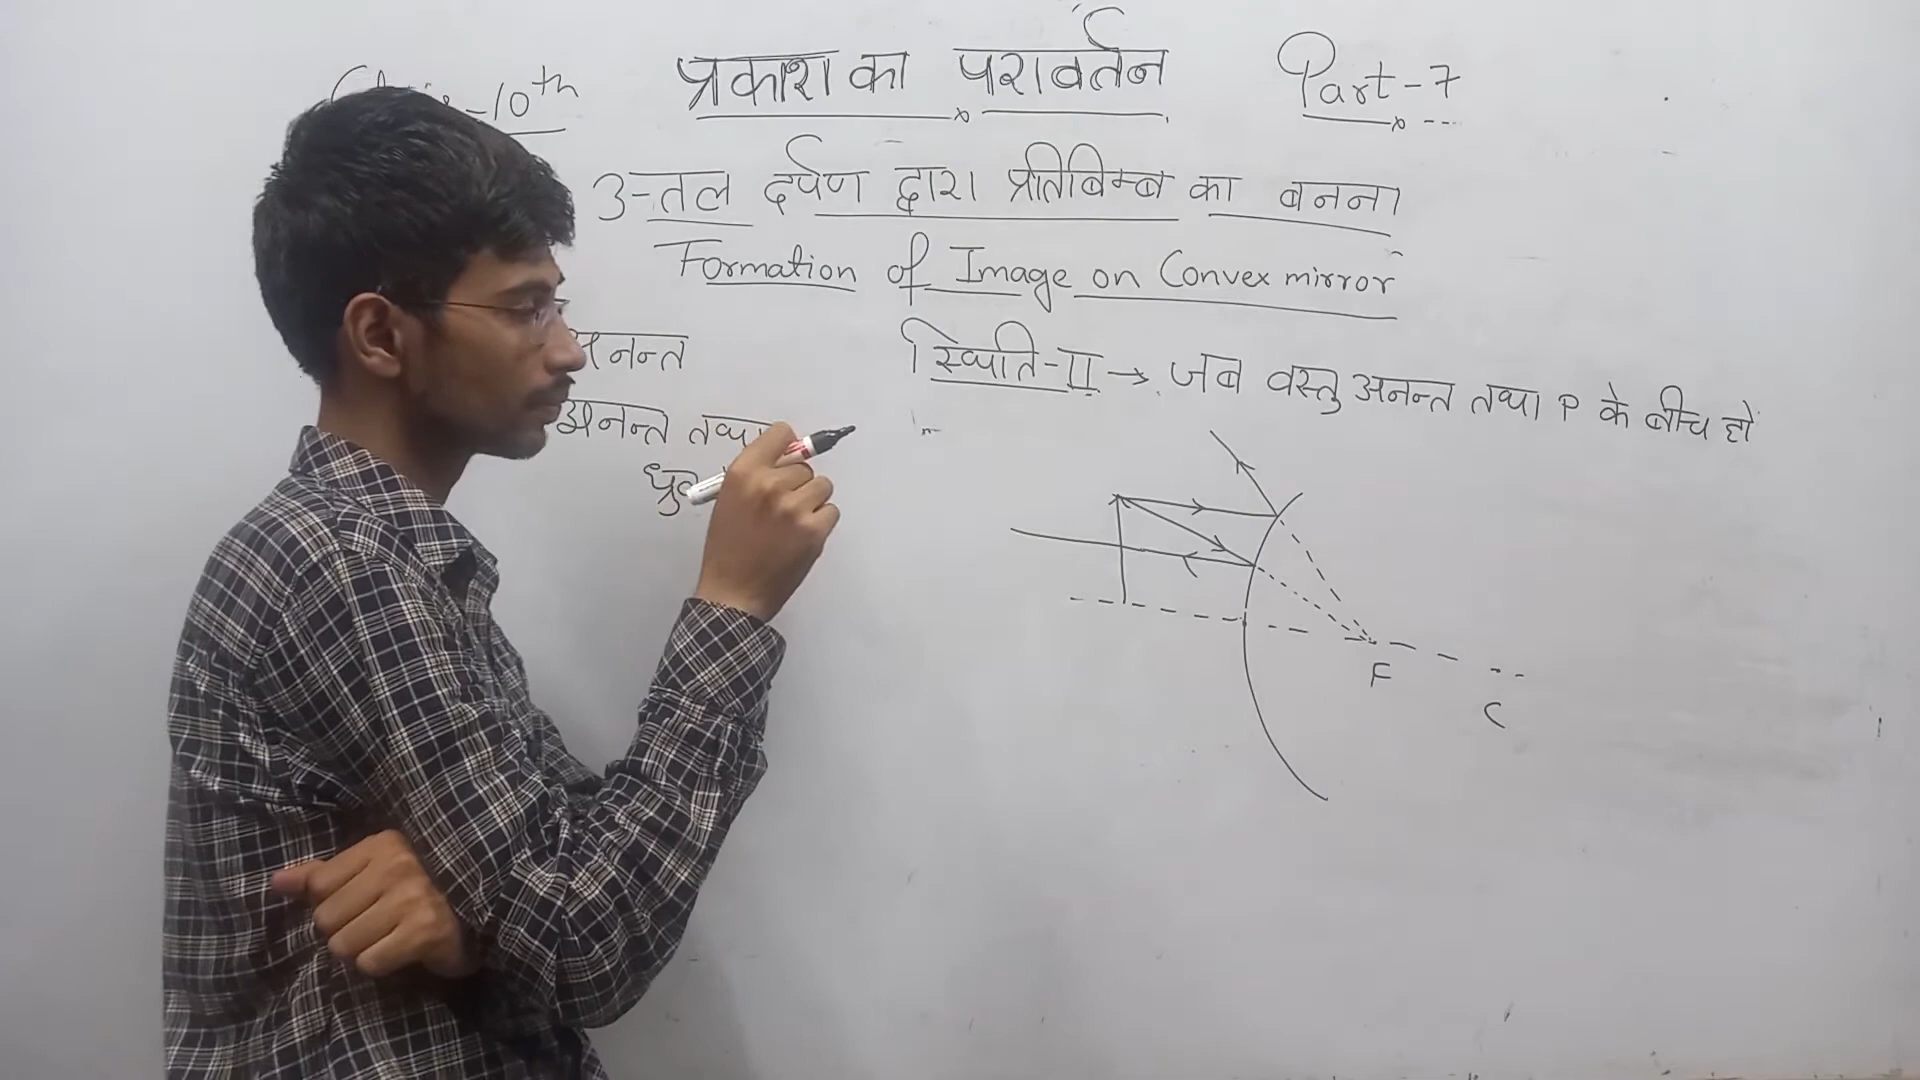 -10th प्रकाश का परावर्तन Part-7
उत्तल दर्पण द्वारा प्रतिबिम्ब का बनना
Formation of Image on Convex mirror
अनन्त
अनन्त तथा
स्थिति-II → जब वस्तु अनन्त तथा P के बीच हो
F
C